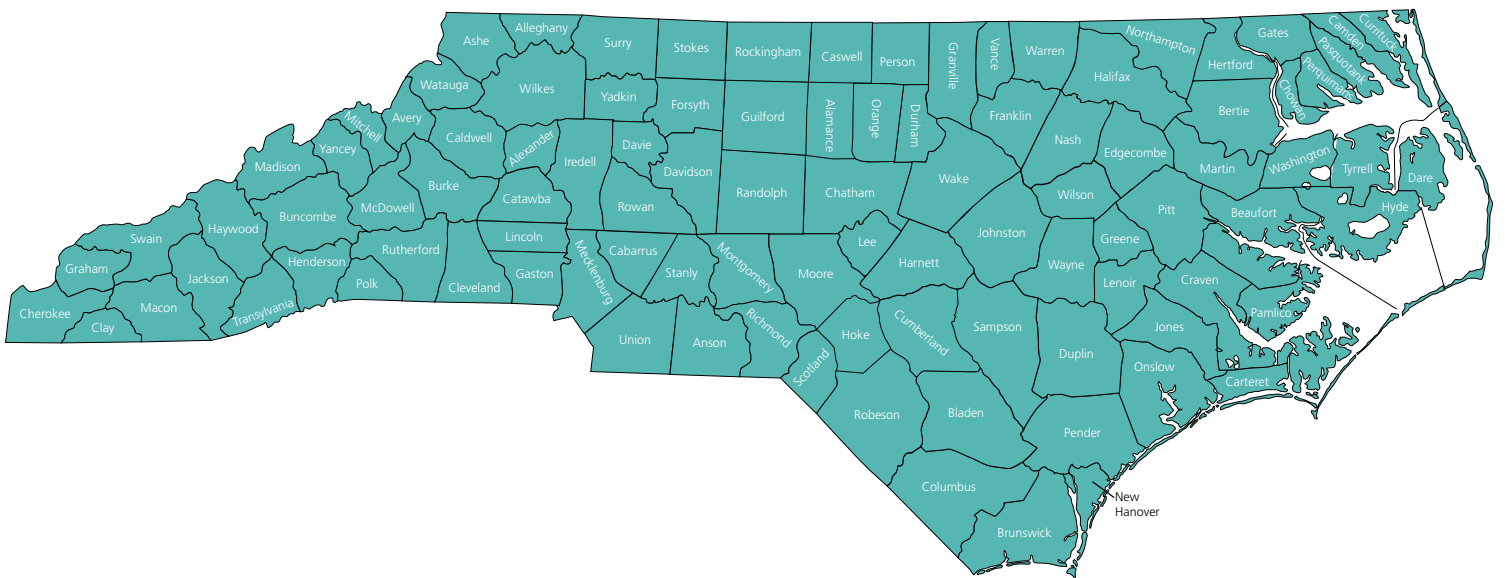 Ashe
Alleghany
Surry
Stokes
Rockingham
Caswell
Person
Granville
Vance
Warren
Northampton
Gates
Camden
Currituck
Pasquotank
Perquimans
Chowan
Hertford
Halifax
Bertie
Watauga
Wilkes
Yadkin
Forsyth
Guilford
Alamance
Orange
Durham
Franklin
Nash
Edgecombe
Martin
Washington
Tyrrell
Dare
Mitchell
Avery
Caldwell
Alexander
Iredell
Davie
Davidson
Randolph
Chatham
Wake
Wilson
Pitt
Beaufort
Hyde
Madison
Yancey
Burke
Catawba
Rowan
Buncombe
McDowell
Haywood
Swain
Graham
Jackson
Henderson
Rutherford
Lincoln
Cabarrus
Stanly
Montgomery
Moore
Lee
Harnett
Johnston
Wayne
Greene
Lenoir
Craven
Pamlico
Cherokee
Clay
Macon
Transylvania
Polk
Cleveland
Gaston
Mecklenburg
Union
Anson
Richmond
Scotland
Hoke
Cumberland
Sampson
Duplin
Jones
Onslow
Carteret
Robeson
Bladen
Pender
Columbus
Brunswick
New
Hanover